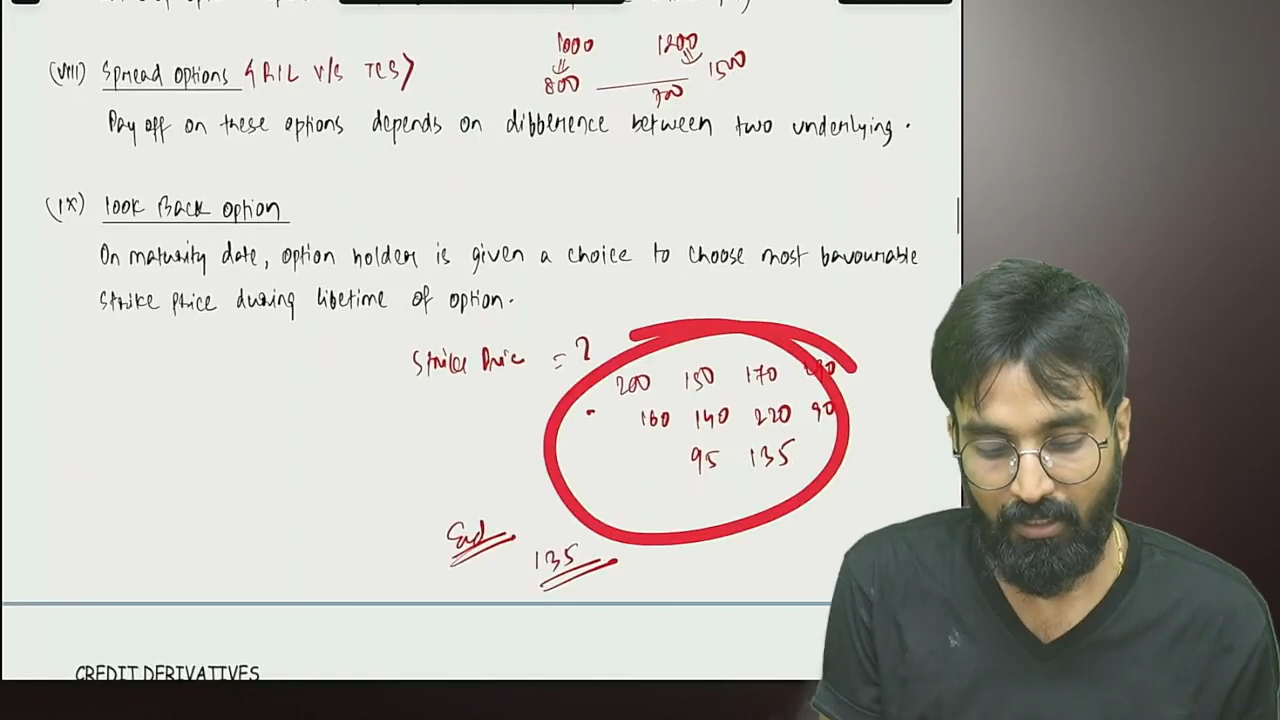 1000 1200
(VIII) Spread options {RIL V/S TCS}
800 700 1500
Pay off on these options depends on difference between two underlying.
(IX) look Back option
On maturity date, option holder is given a choice to choose most favourable
strike price during lifetime of option.
Strike Price = ?
200 150 170
160 140 220 90
95 135
End
135
CREDIT DERIVATIVES